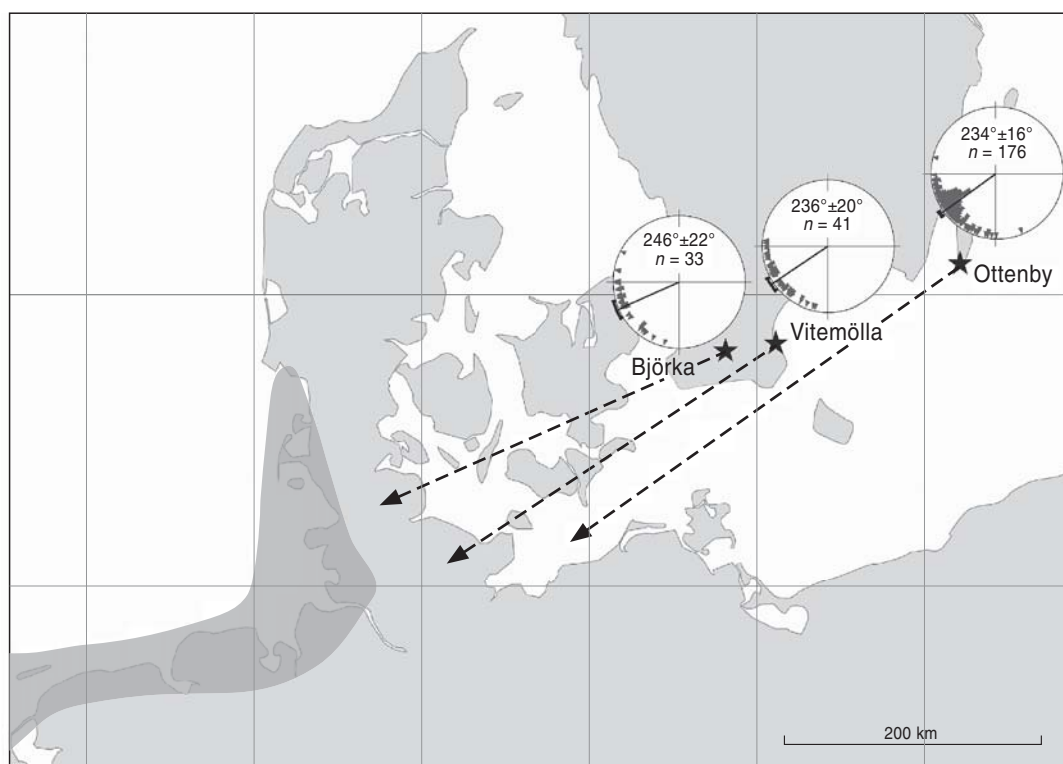 234°±16°
n = 176
236°±20°
n = 41
246°±22°
n = 33
Ottenby
Vitemölla
Björka
200 km